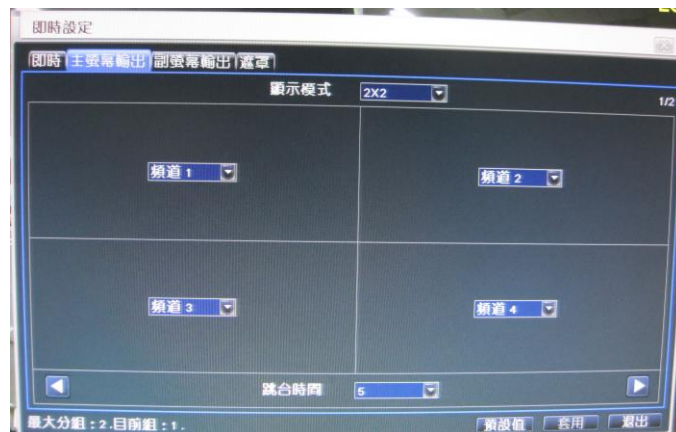 即時設定
即時 主螢幕輸出 副螢幕輸出 遮罩
顯示模式 2X2
1/2
頻道 1
頻道 2
頻道 3
頻道 4
跳台時間 5
最大分組：2.目前組：1.
預設值 套用 退出